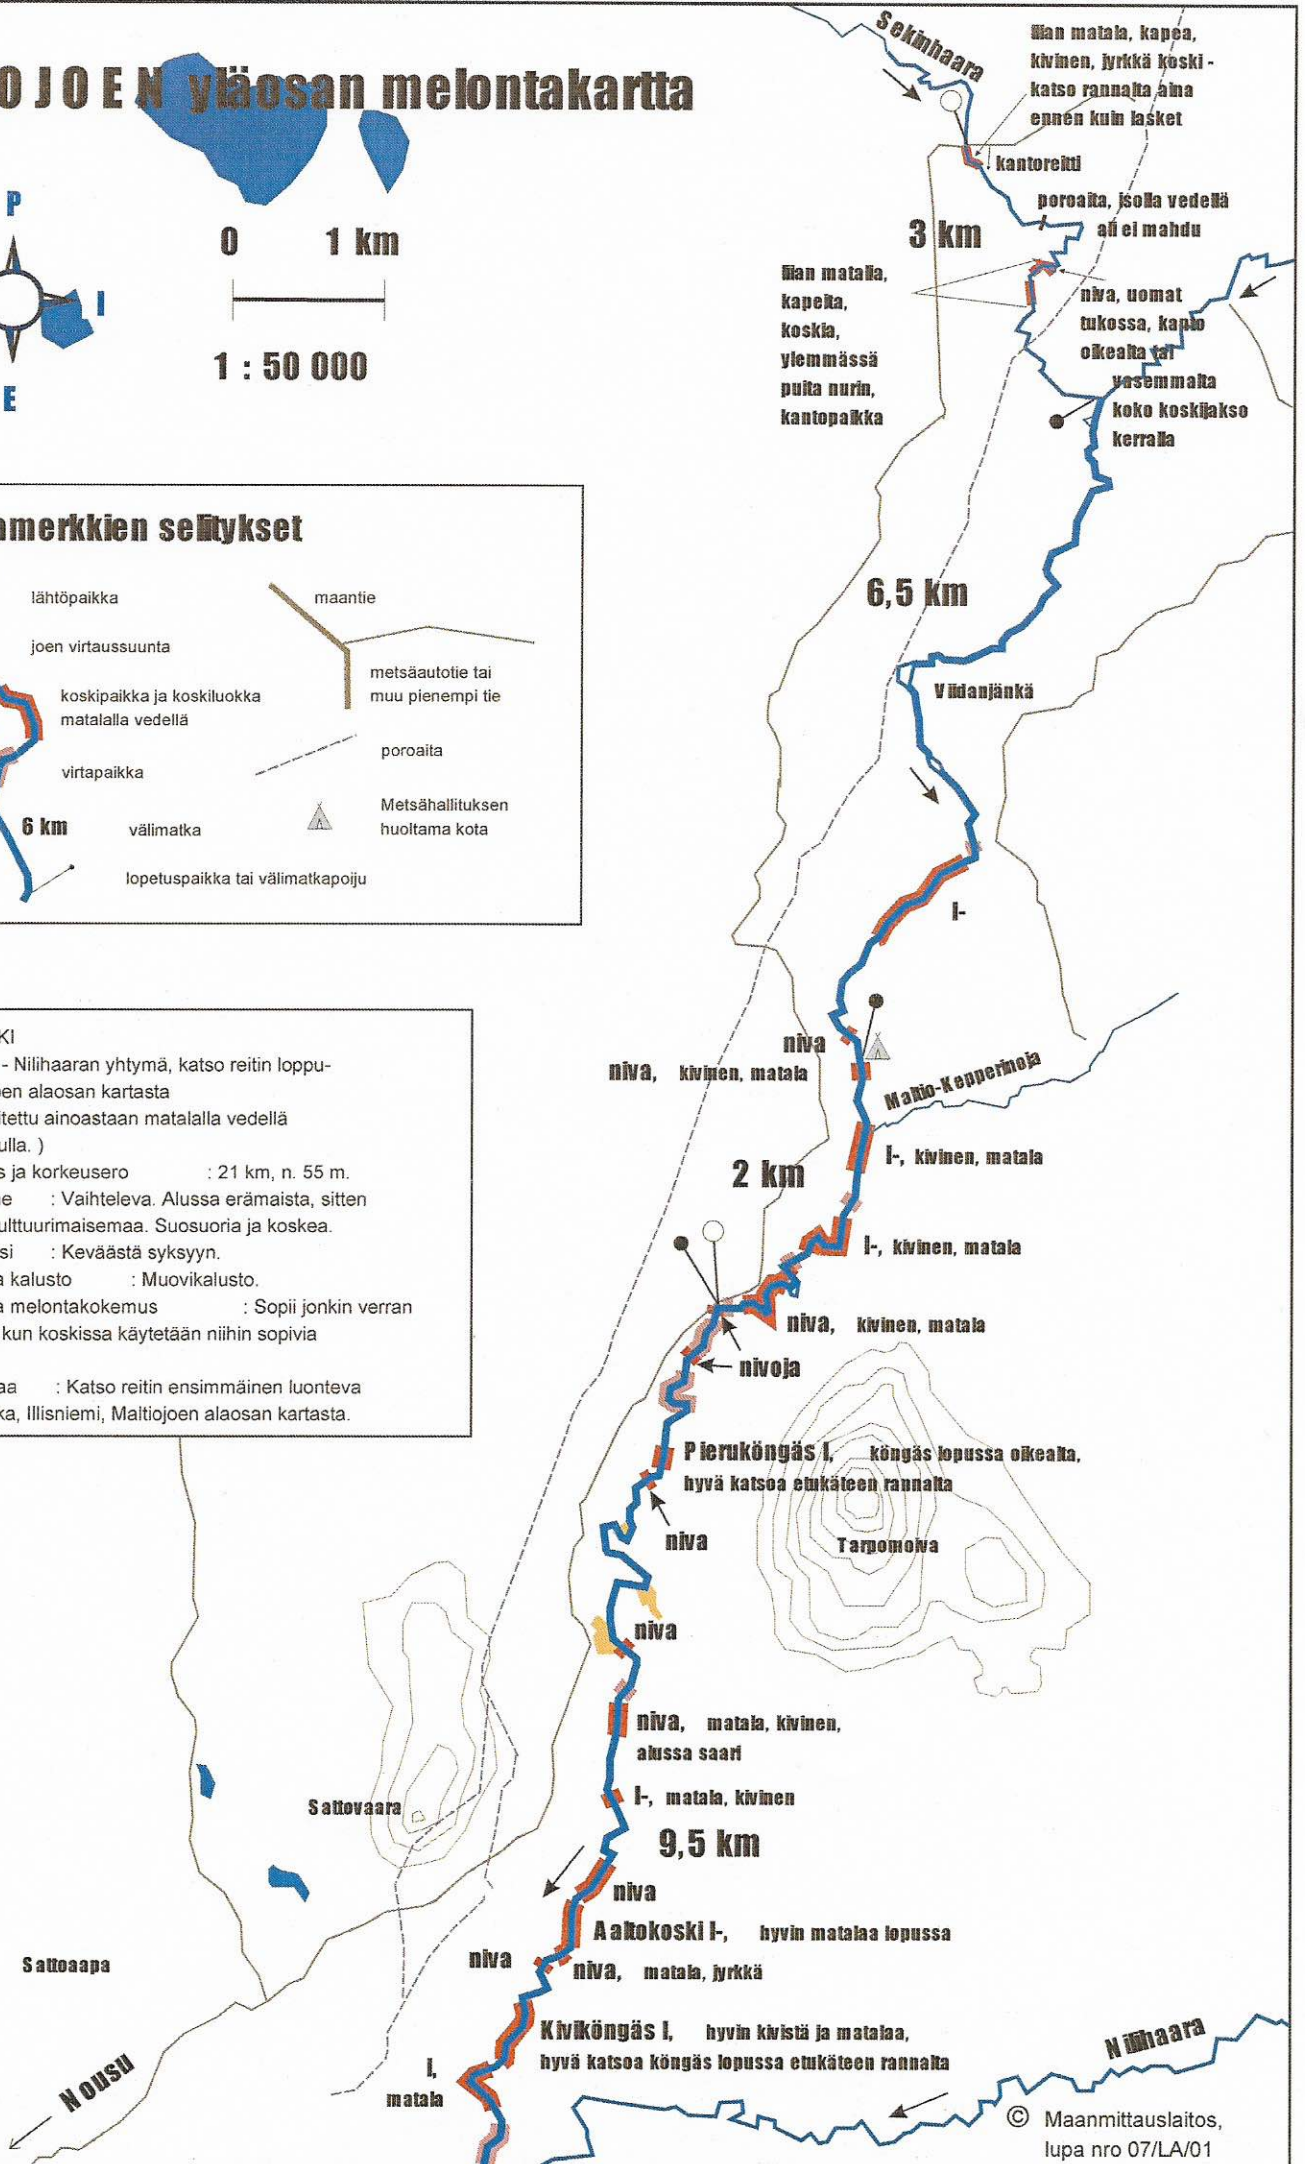 OJOEN yläosan melontakartta
P
I
E
0 1 km
1 : 50 000
Sekinhaara
liian matala, kapea,
kivinen, jyrkkä koski -
katso rannalta aina
ennen kuin lasket
kantoreitti
poroaita, isolla vedellä
ali ei mahdu
3 km
liian matalia,
kapeita,
koskia,
ylemmässä
puita nurin,
kantopaikka
niva, uomat
tukossa, kanto
oikealta tai
vasemmalta
koko koskijakso
kerralla
amerkkien selitykset
lähtöpaikka
joen virtaussuunta
koskipaikka ja koskiluokka
matalalla vedellä
virtapaikka
6 km
välimatka
lopetuspaikka tai välimatkapoiju
maantie
metsäautotie tai
muu pienempi tie
poroaita
Metsähallituksen
huoltama kota
6,5 km
Viidanjänkä
I-
niva
niva, kivinen, matala
Maltio-Kepperinoja
I-, kivinen, matala
2 km
I-, kivinen, matala
niva, kivinen, matala
nivoja
KI
- Nilihaaran yhtymä, katso reitin loppu-
en alaosan kartasta
itettu ainoastaan matalalla vedellä
ulla. )
s ja korkeusero : 21 km, n. 55 m.
e : Vaihteleva. Alussa erämaista, sitten
ulttuurimaisemaa. Suosuoria ja koskea.
si : Keväästä syksyyn.
a kalusto : Muovikalusto.
a melontakokemus : Sopii jonkin verran
kun koskissa käytetään niihin sopivia
aa : Katso reitin ensimmäinen luonteva
ka, Illisniemi, Maltiojoen alaosan kartasta.
Pieruköngäs I, köngäs lopussa oikealta,
hyvä katsoa etukäteen rannalta
niva
Tarpomoiva
niva
niva, matala, kivinen,
alussa saari
I-, matala, kivinen
Sattovaara
9,5 km
niva
Aaltokoski I-, hyvin matalaa lopussa
niva
niva, matala, jyrkkä
Sattoaapa
Kiviköngäs I, hyvin kivistä ja matalaa,
hyvä katsoa köngäs lopussa etukäteen rannalta
I,
matala
Nousu
Nilihaara
© Maanmittauslaitos,
lupa nro 07/LA/01